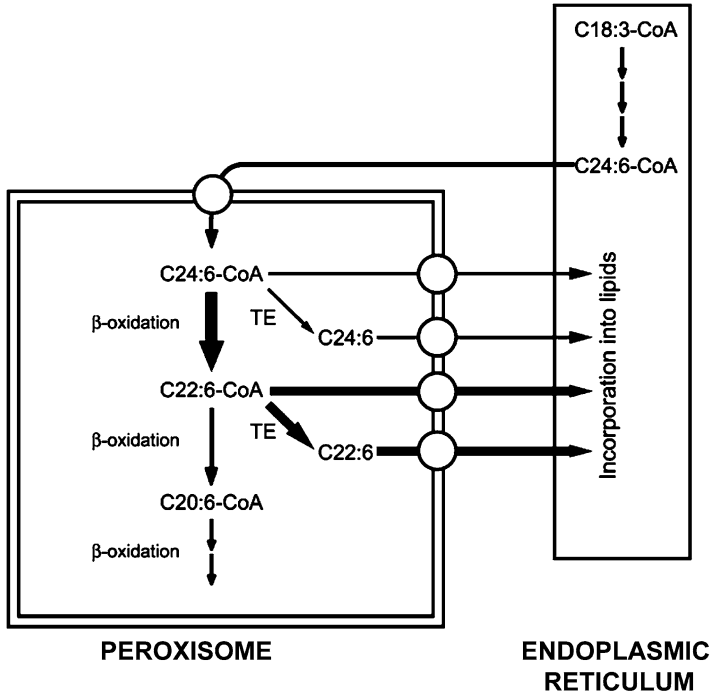 C18:3-CoA
C24:6-CoA
C24:6-CoA
β-oxidation
TE
C24:6
C22:6-CoA
β-oxidation
TE
C22:6
C20:6-CoA
β-oxidation
Incorporation into lipids
PEROXISOME
ENDOPLASMIC
RETICULUM